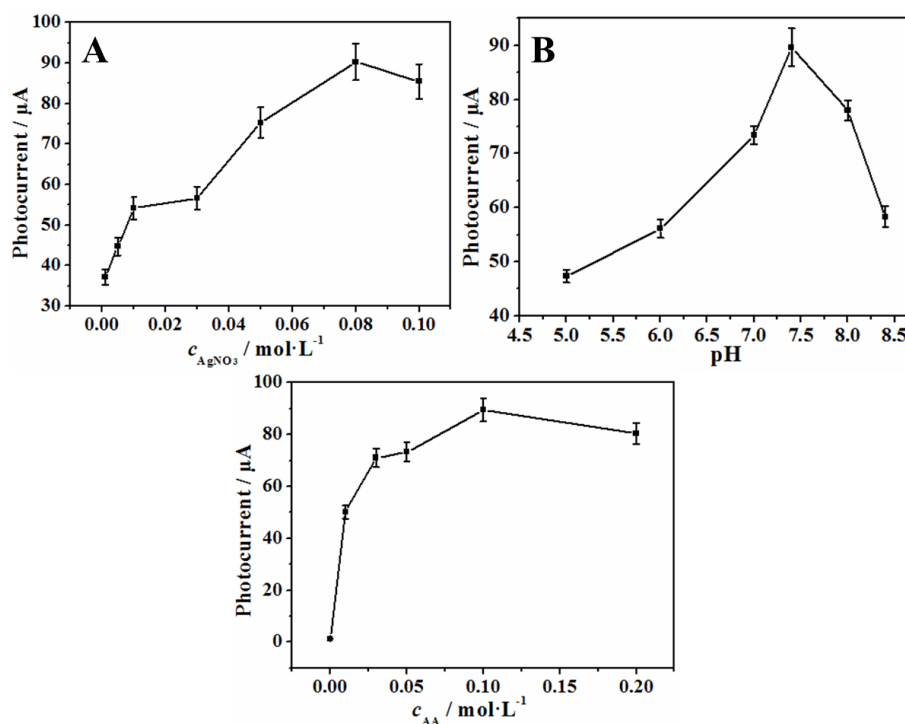 A
Photocurrent / μA
100
90
80
70
60
50
40
30
0.00 0.02 0.04 0.06 0.08 0.10
c AgNO₃ / mol·L⁻¹
B
Photocurrent / μA
90
80
70
60
50
40
4.5 5.0 5.5 6.0 6.5 7.0 7.5 8.0 8.5
pH
Photocurrent / μA
100
80
60
40
20
0
0.00 0.05 0.10 0.15 0.20
c AA / mol·L⁻¹